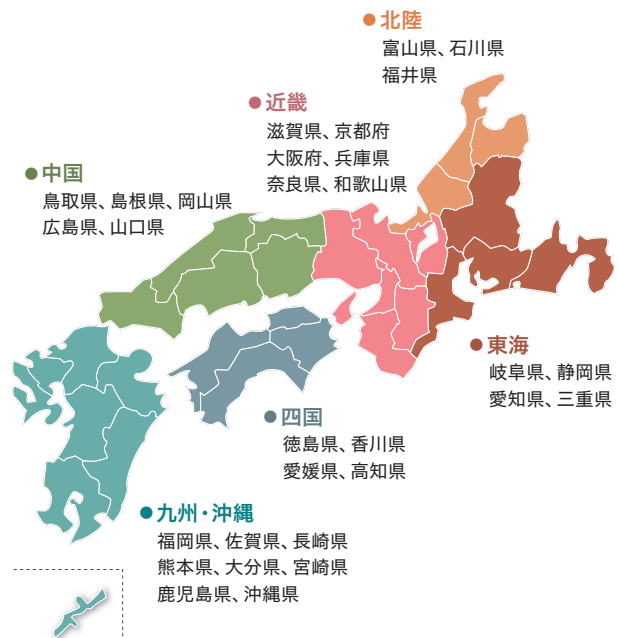 ●北陸
富山県、石川県
福井県
●近畿
滋賀県、京都府
大阪府、兵庫県
奈良県、和歌山県
●中国
鳥取県、島根県、岡山県
広島県、山口県
●東海
岐阜県、静岡県
愛知県、三重県
●四国
徳島県、香川県
愛媛県、高知県
●九州・沖縄
福岡県、佐賀県、長崎県
熊本県、大分県、宮崎県
鹿児島県、沖縄県